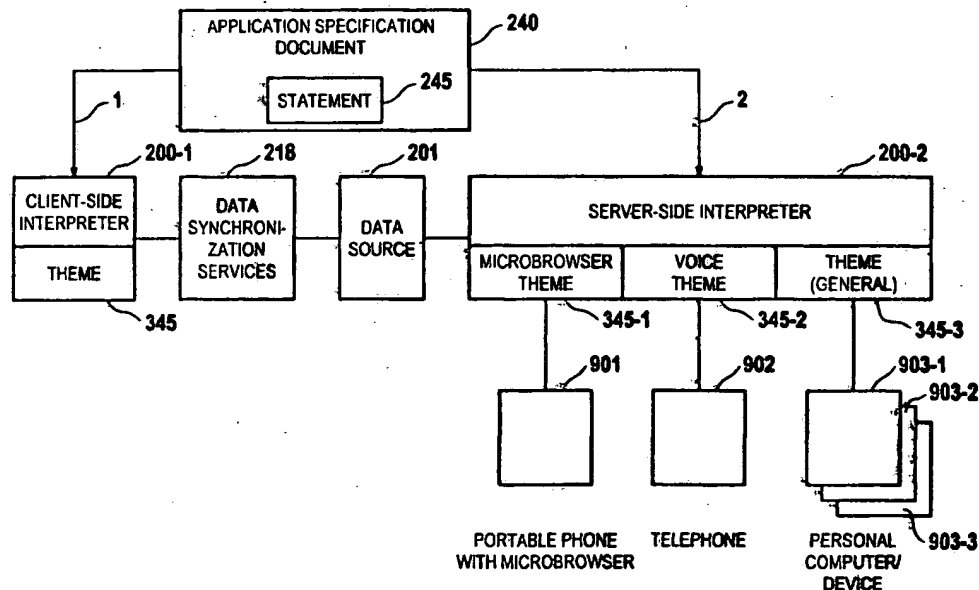 APPLICATION SPECIFICATION
DOCUMENT
240
STATEMENT
245
1
2
200-1
218
201
200-2
CLIENT-SIDE
INTERPRETER
THEME
345
DATA
SYNCHRONI-
ZATION
SERVICES
DATA
SOURCE
SERVER-SIDE INTERPRETER
MICROBROWSER
THEME
VOICE
THEME
THEME
(GENERAL)
345-1
345-2
345-3
901
902
903-1
903-2
903-3
PORTABLE PHONE
WITH MICROBROWSER
TELEPHONE
PERSONAL
COMPUTER/
DEVICE